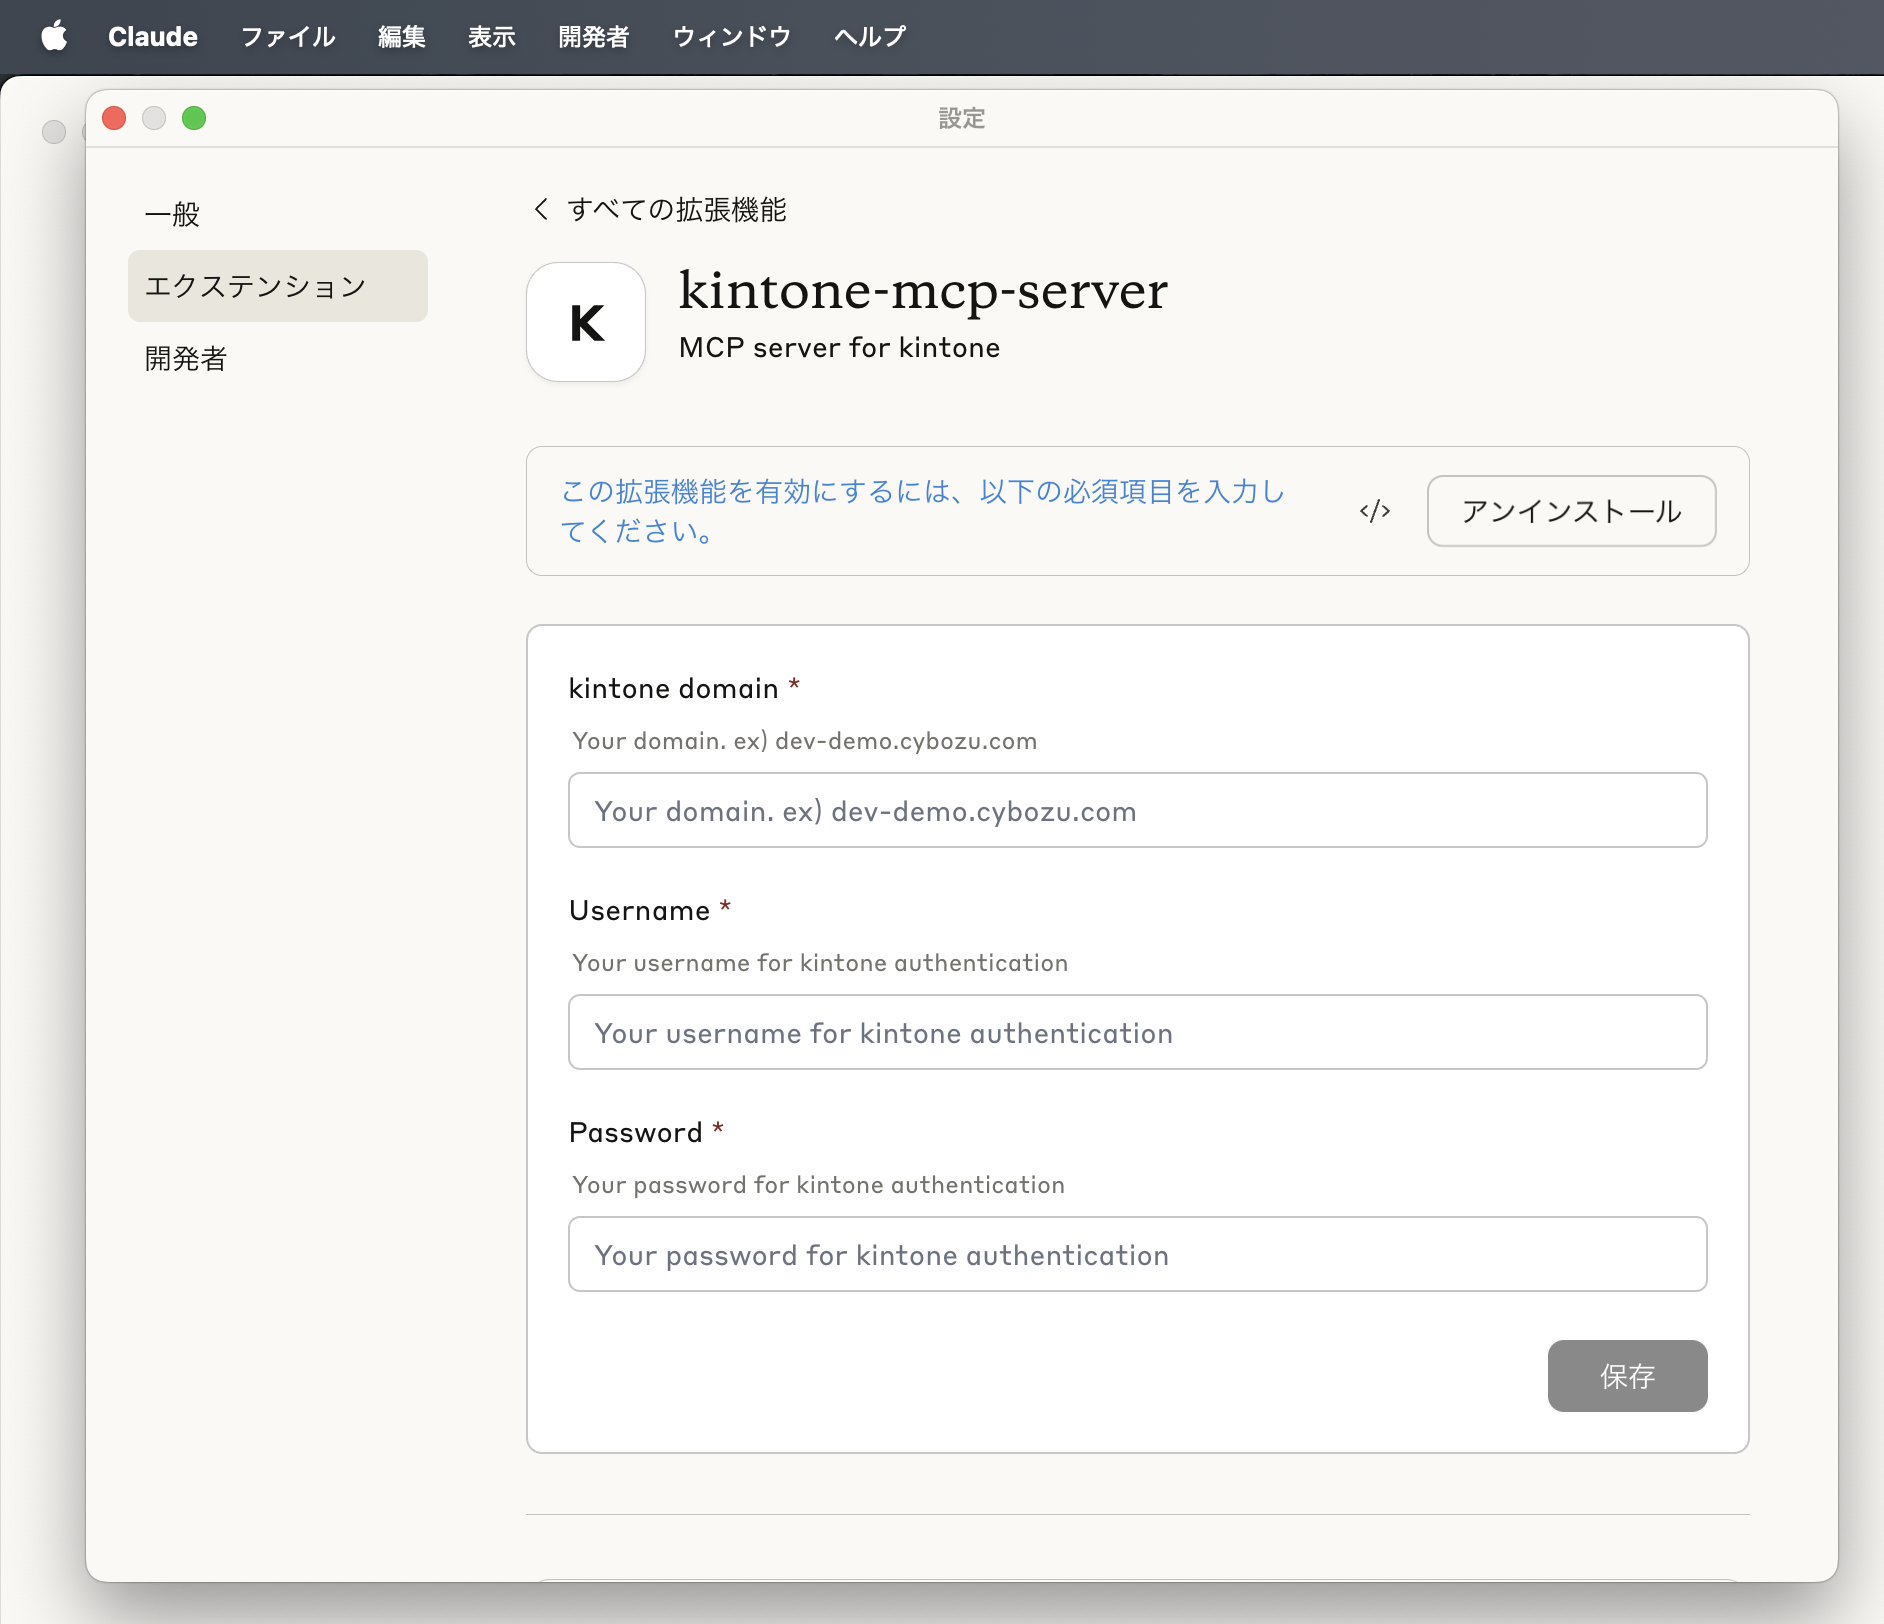 Claude ファイル 編集 表示 開発者 ウィンドウ ヘルプ
設定
一般
エクステンション
開発者
すべての拡張機能
K
kintone-mcp-server
MCP server for kintone
この拡張機能を有効にするには、以下の必須項目を入力し
てください。
</>
アンインストール
kintone domain *
Your domain. ex) dev-demo.cybozu.com
Your domain. ex) dev-demo.cybozu.com
Username *
Your username for kintone authentication
Your username for kintone authentication
Password *
Your password for kintone authentication
Your password for kintone authentication
保存